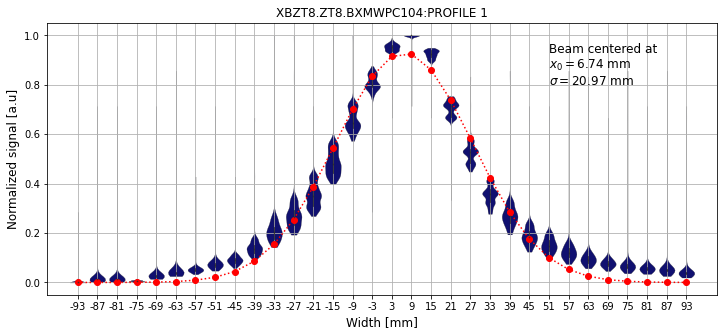 XBZT8.ZT8.BXMWPC104:PROFILE 1
Normalized signal [a.u]
1.0
0.8
0.6
0.4
0.2
0.0
Beam centered at
x₀ = 6.74 mm
σ = 20.97 mm
-93 -87 -81 -75 -69 -63 -57 -51 -45 -39 -33 -27 -21 -15 -9 -3 3 9 15 21 27 33 39 45 51 57 63 69 75 81 87 93
Width [mm]